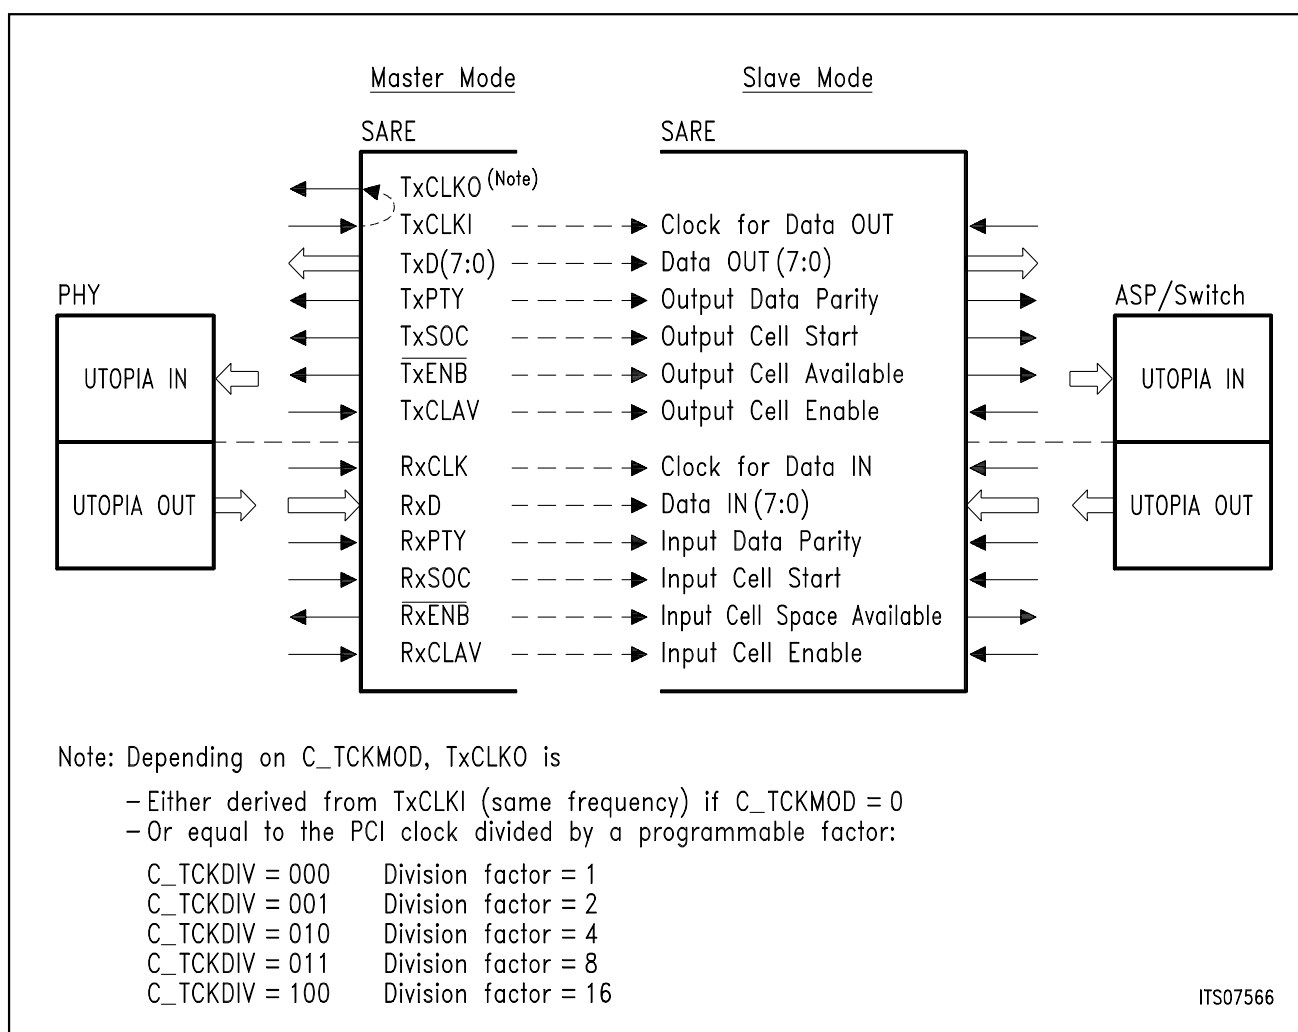 Master Mode Slave Mode
SARE SARE
TxCLKO (Note)
TxCLKI Clock for Data OUT
TxD(7:0) Data OUT (7:0)
PHY TxPTY Output Data Parity ASP/Switch
TxSOC Output Cell Start
UTOPIA IN TxENB Output Cell Available UTOPIA IN
TxCLAV Output Cell Enable
RxCLK Clock for Data IN
UTOPIA OUT RxD Data IN (7:0) UTOPIA OUT
RxPTY Input Data Parity
RxSOC Input Cell Start
RxENB Input Cell Space Available
RxCLAV Input Cell Enable
Note: Depending on C_TCKMOD, TxCLKO is
– Either derived from TxCLKI (same frequency) if C_TCKMOD = 0
– Or equal to the PCI clock divided by a programmable factor:
C_TCKDIV = 000 Division factor = 1
C_TCKDIV = 001 Division factor = 2
C_TCKDIV = 010 Division factor = 4
C_TCKDIV = 011 Division factor = 8
C_TCKDIV = 100 Division factor = 16
ITS07566